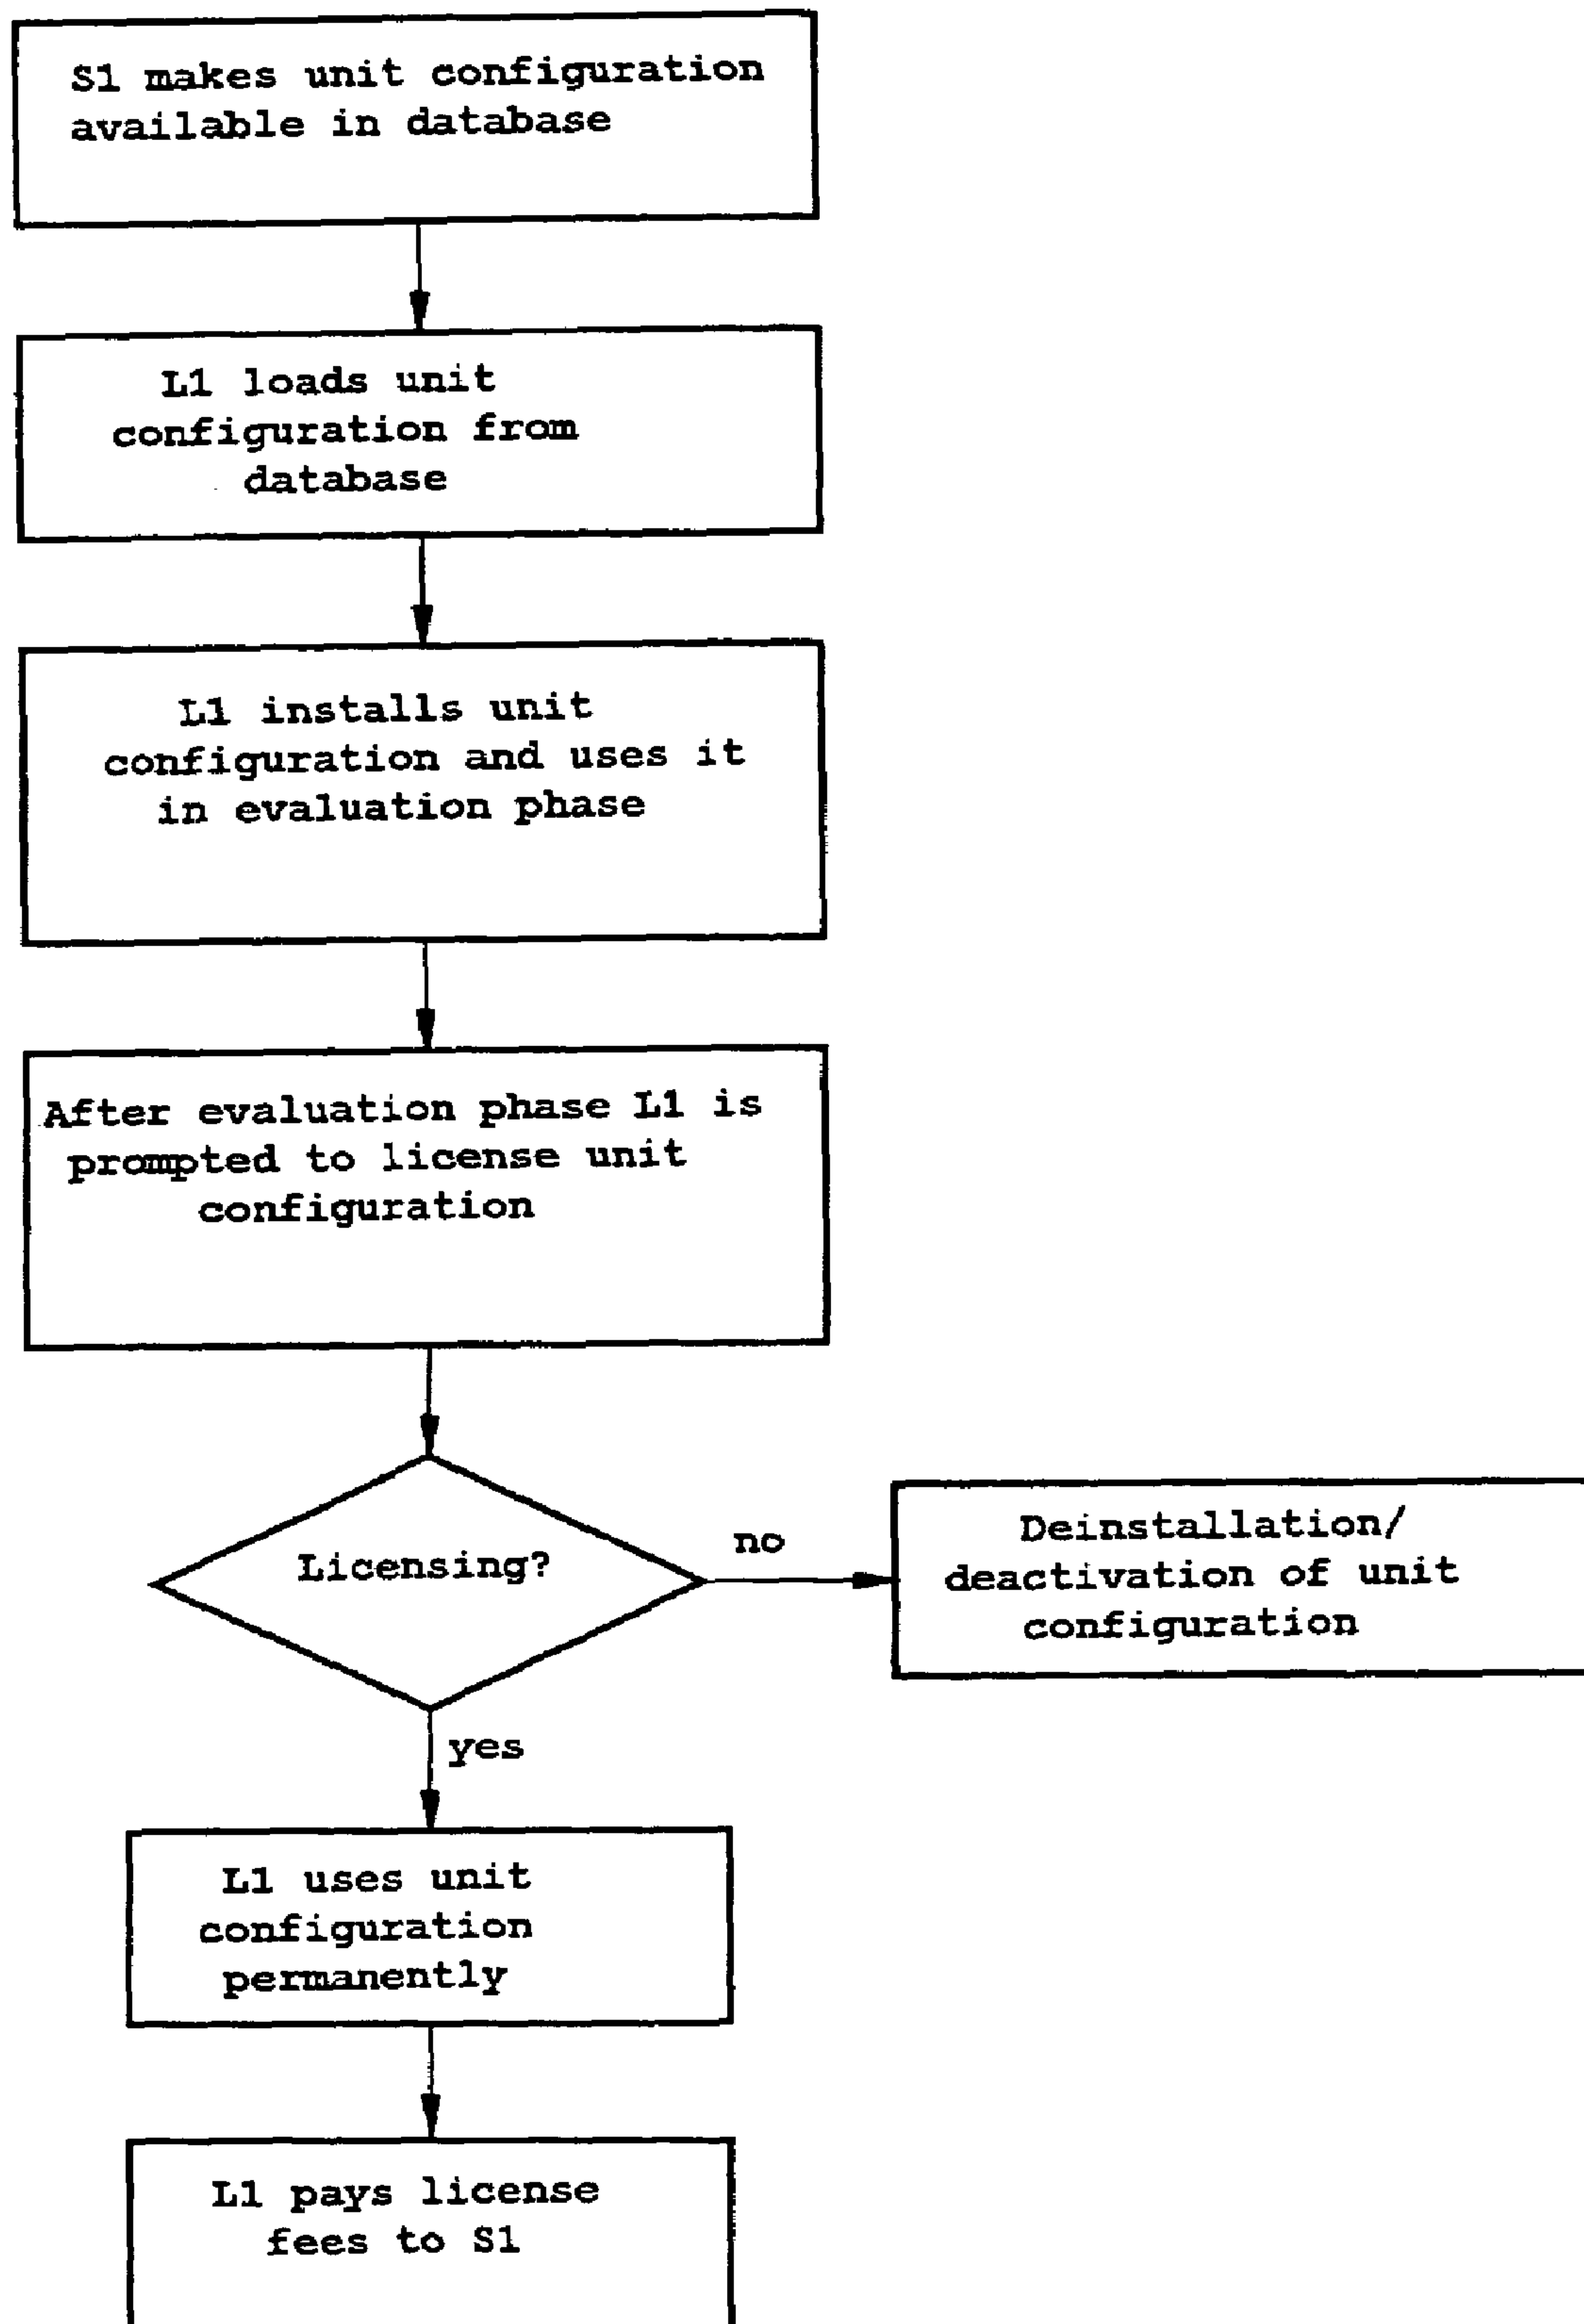 S1 makes unit configuration
available in database
L1 loads unit
configuration from
database
L1 installs unit
configuration and uses it
in evaluation phase
After evaluation phase L1 is
prompted to license unit
configuration
Licensing?
no
Deinstallation/
deactivation of unit
configuration
yes
L1 uses unit
configuration
permanently
L1 pays license
fees to S1